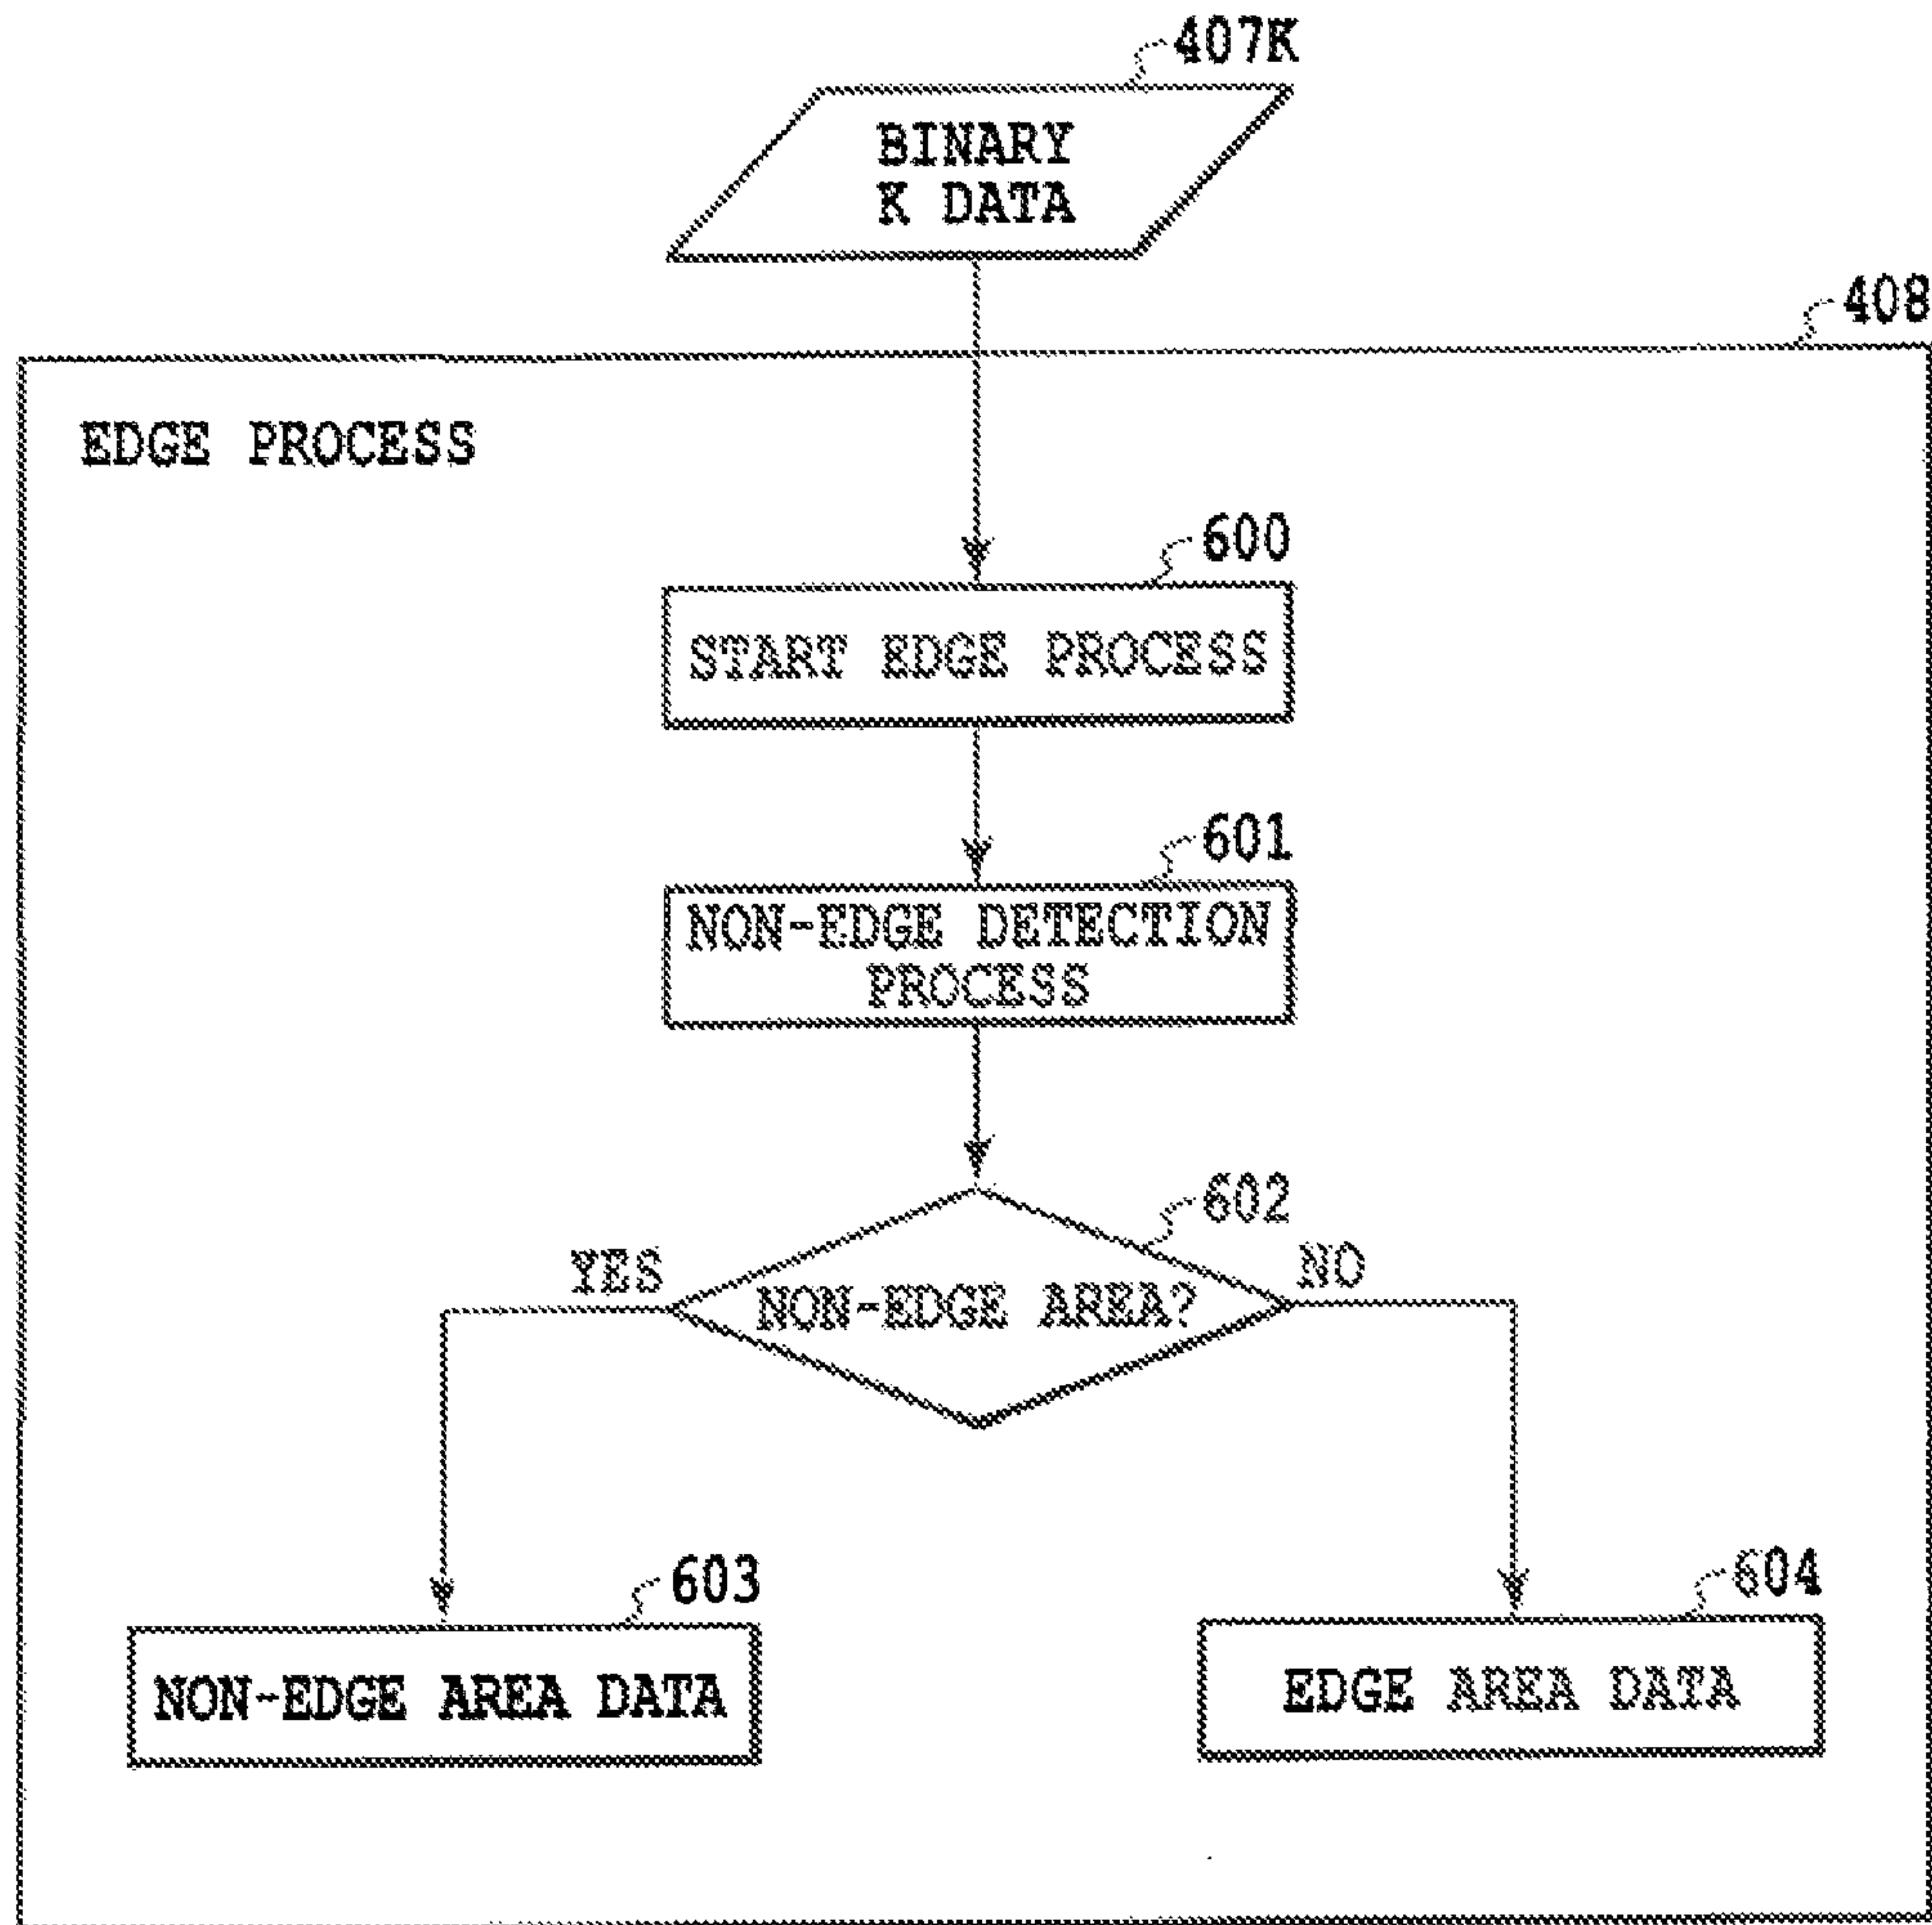 407K
BINARY
K DATA
408
EDGE PROCESS
600
START EDGE PROCESS
601
NON-EDGE DETECTION
PROCESS
602
YES
NON-EDGE AREA?
NO
603
NON-EDGE AREA DATA
604
EDGE AREA DATA